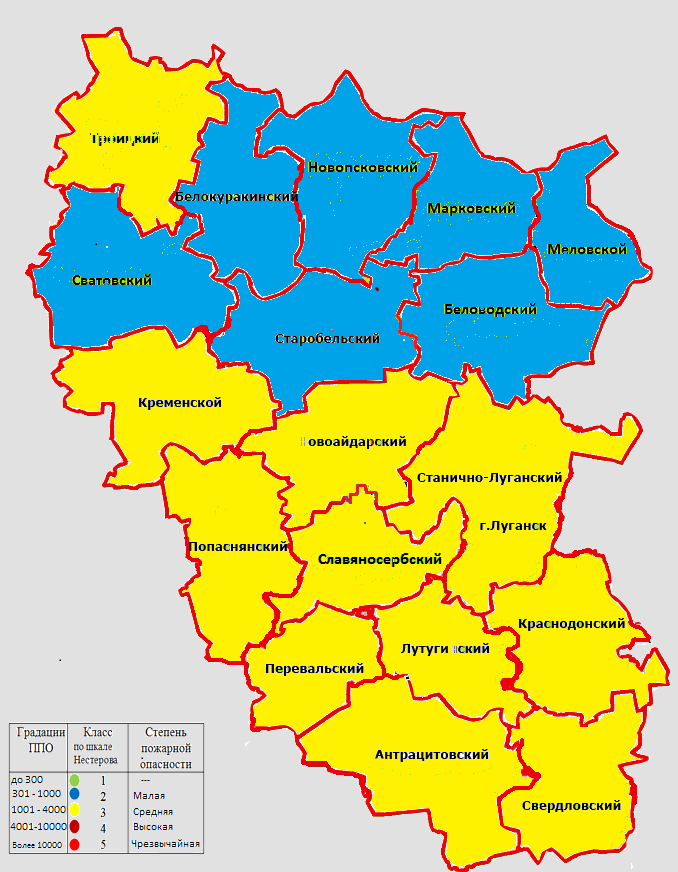 Троицкий
Белокуракинский
Новопсковский
Марковский
Меловской
Сватовский
Беловодский
Старобельский
Кременской
овоайдарский
Станично-Луганский
г.Луганск
Попаснянский
Славяносербский
Краснодонский
Лутугинский
Перевальский
Антрацитовский
Свердловский
Градации ППО
Класс по шкале Нестерова
Степень пожарной опасности
до 300 1 ---
301 - 1000 2 Малая
1001 - 4000 3 Средняя
4001-10000 4 Высокая
Более 10000 5 Чрезвычайная